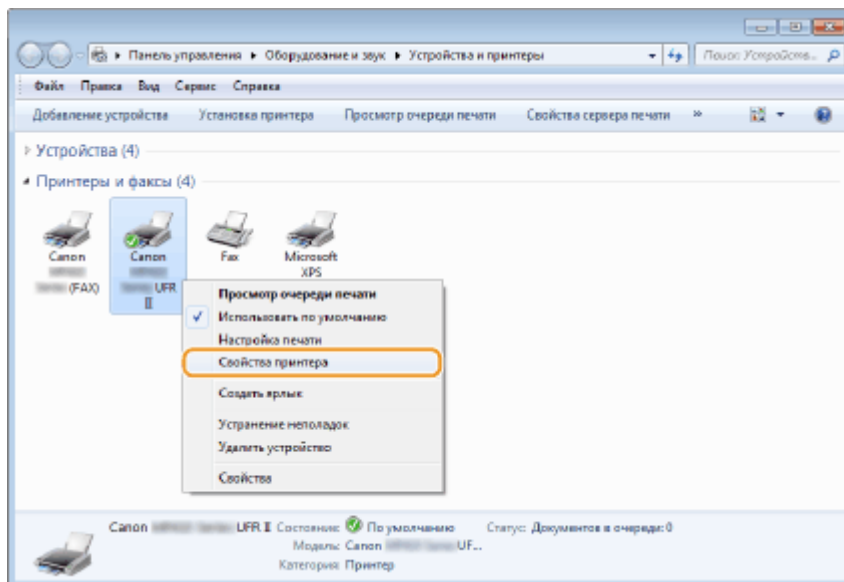 Панель управления ▸ Оборудование и звук ▸ Устройства и принтеры
Поиск: Устройств...
Файл Правка Вид Сервис Справка
Добавление устройства Установка принтера Просмотр очереди печати Свойства сервера печати »
Устройства (4)
Принтеры и факсы (4)
Canon
(FAX)
Canon
UFR
II
Fax
Microsoft
XPS
Просмотр очереди печати
Использовать по умолчанию
Настройка печати
Свойства принтера
Создать ярлык
Устранение неполадок
Удалить устройство
Свойства
Canon UFR II Состояние: По умолчанию Статус: Документов в очереди: 0
Модель: Canon UF...
Категория: Принтер